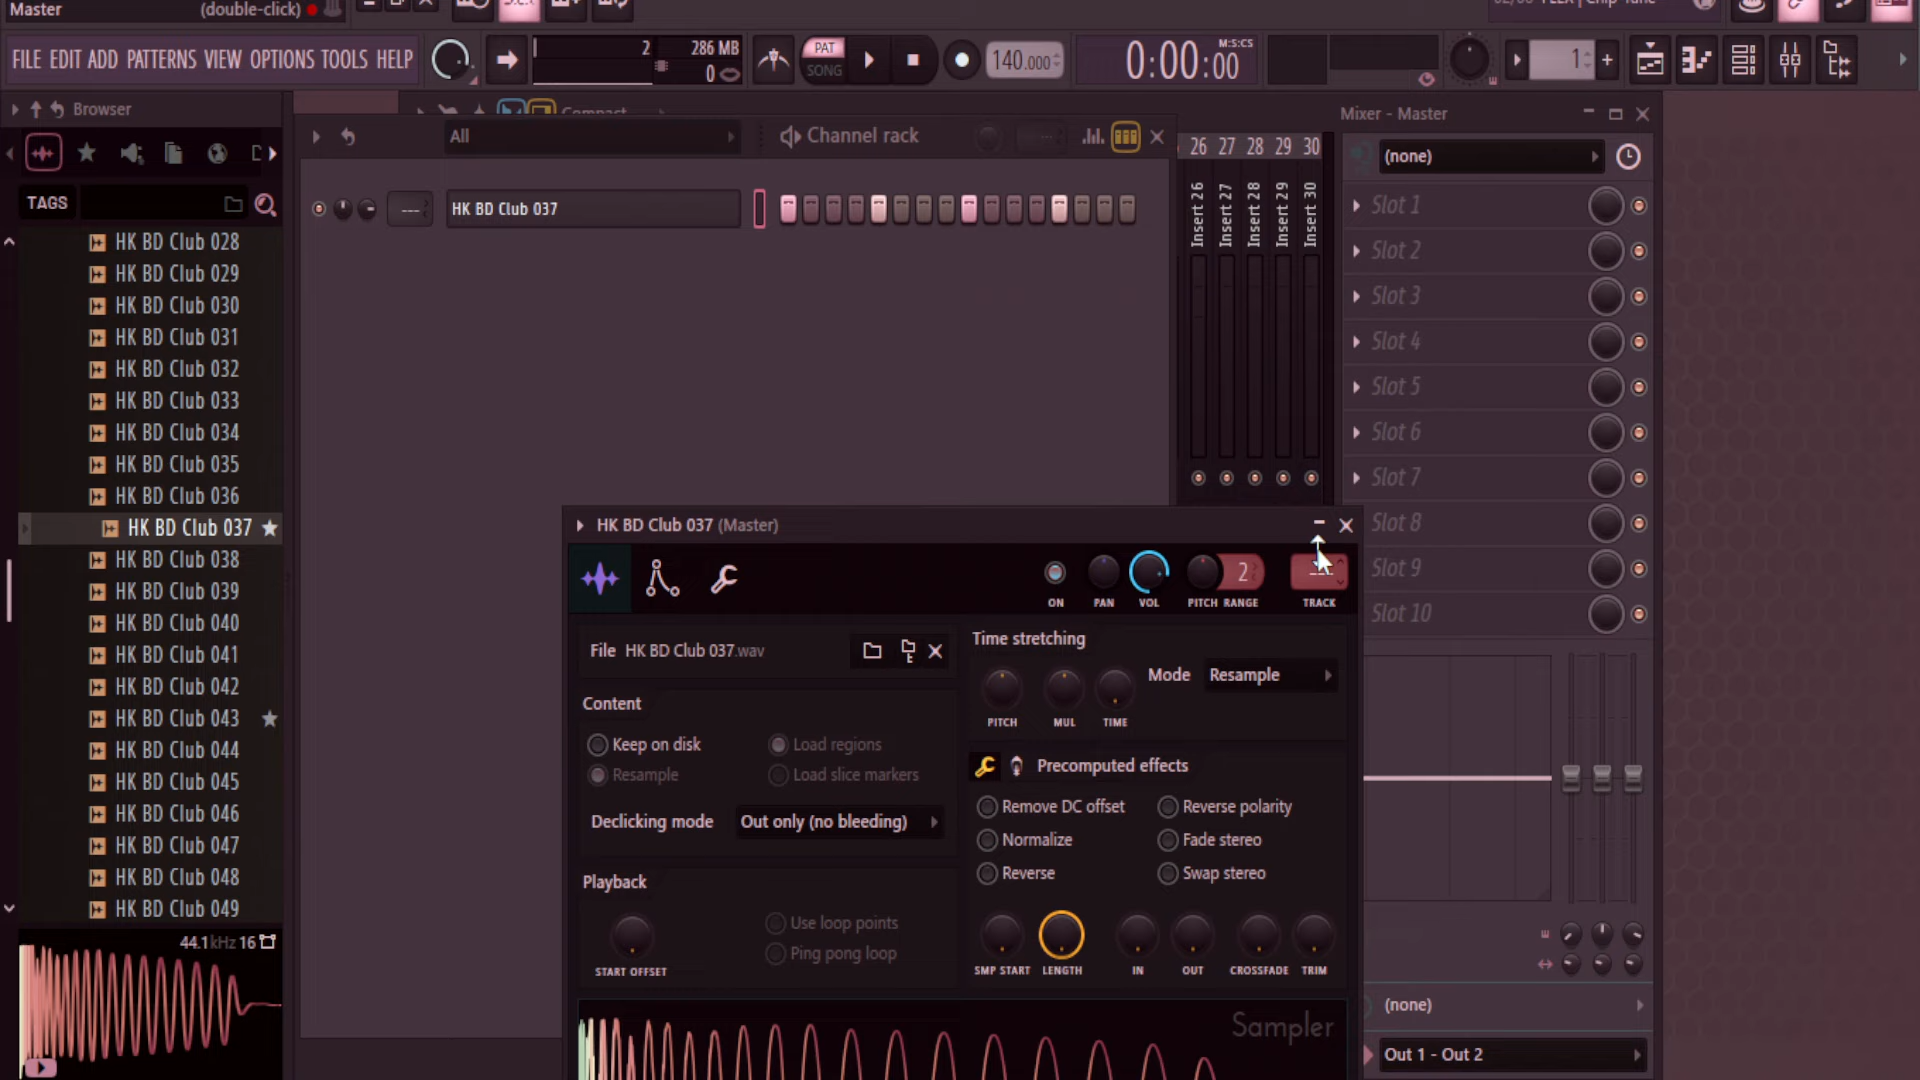 Master
(double-click)
FILE EDIT ADD PATTERNS VIEW OPTIONS TOOLS HELP
2
286 MB
0
PAT
SONG
140.000
0:00:00
M:S:CS
1
Browser
TAGS
HK BD Club 028
HK BD Club 029
HK BD Club 030
HK BD Club 031
HK BD Club 032
HK BD Club 033
HK BD Club 034
HK BD Club 035
HK BD Club 036
HK BD Club 037
HK BD Club 038
HK BD Club 039
HK BD Club 040
HK BD Club 041
HK BD Club 042
HK BD Club 043
HK BD Club 044
HK BD Club 045
HK BD Club 046
HK BD Club 047
HK BD Club 048
HK BD Club 049
44.1kHz 16
Compact
All
Channel rack
---
HK BD Club 037
26 27 28 29 30
Insert 26
Insert 27
Insert 28
Insert 29
Insert 30
Mixer - Master
(none)
Slot 1
Slot 2
Slot 3
Slot 4
Slot 5
Slot 6
Slot 7
Slot 8
Slot 9
Slot 10
(none)
Out 1 - Out 2
HK BD Club 037 (Master)
2
ON
PAN
VOL
PITCH RANGE
TRACK
File HK BD Club 037.wav
Content
Keep on disk
Load regions
Resample
Load slice markers
Declicking mode
Out only (no bleeding)
Playback
Use loop points
Ping pong loop
START OFFSET
Time stretching
Mode
Resample
PITCH
MUL
TIME
Precomputed effects
Remove DC offset
Reverse polarity
Normalize
Fade stereo
Reverse
Swap stereo
SMP START
LENGTH
IN
OUT
CROSSFADE
TRIM
Sampler